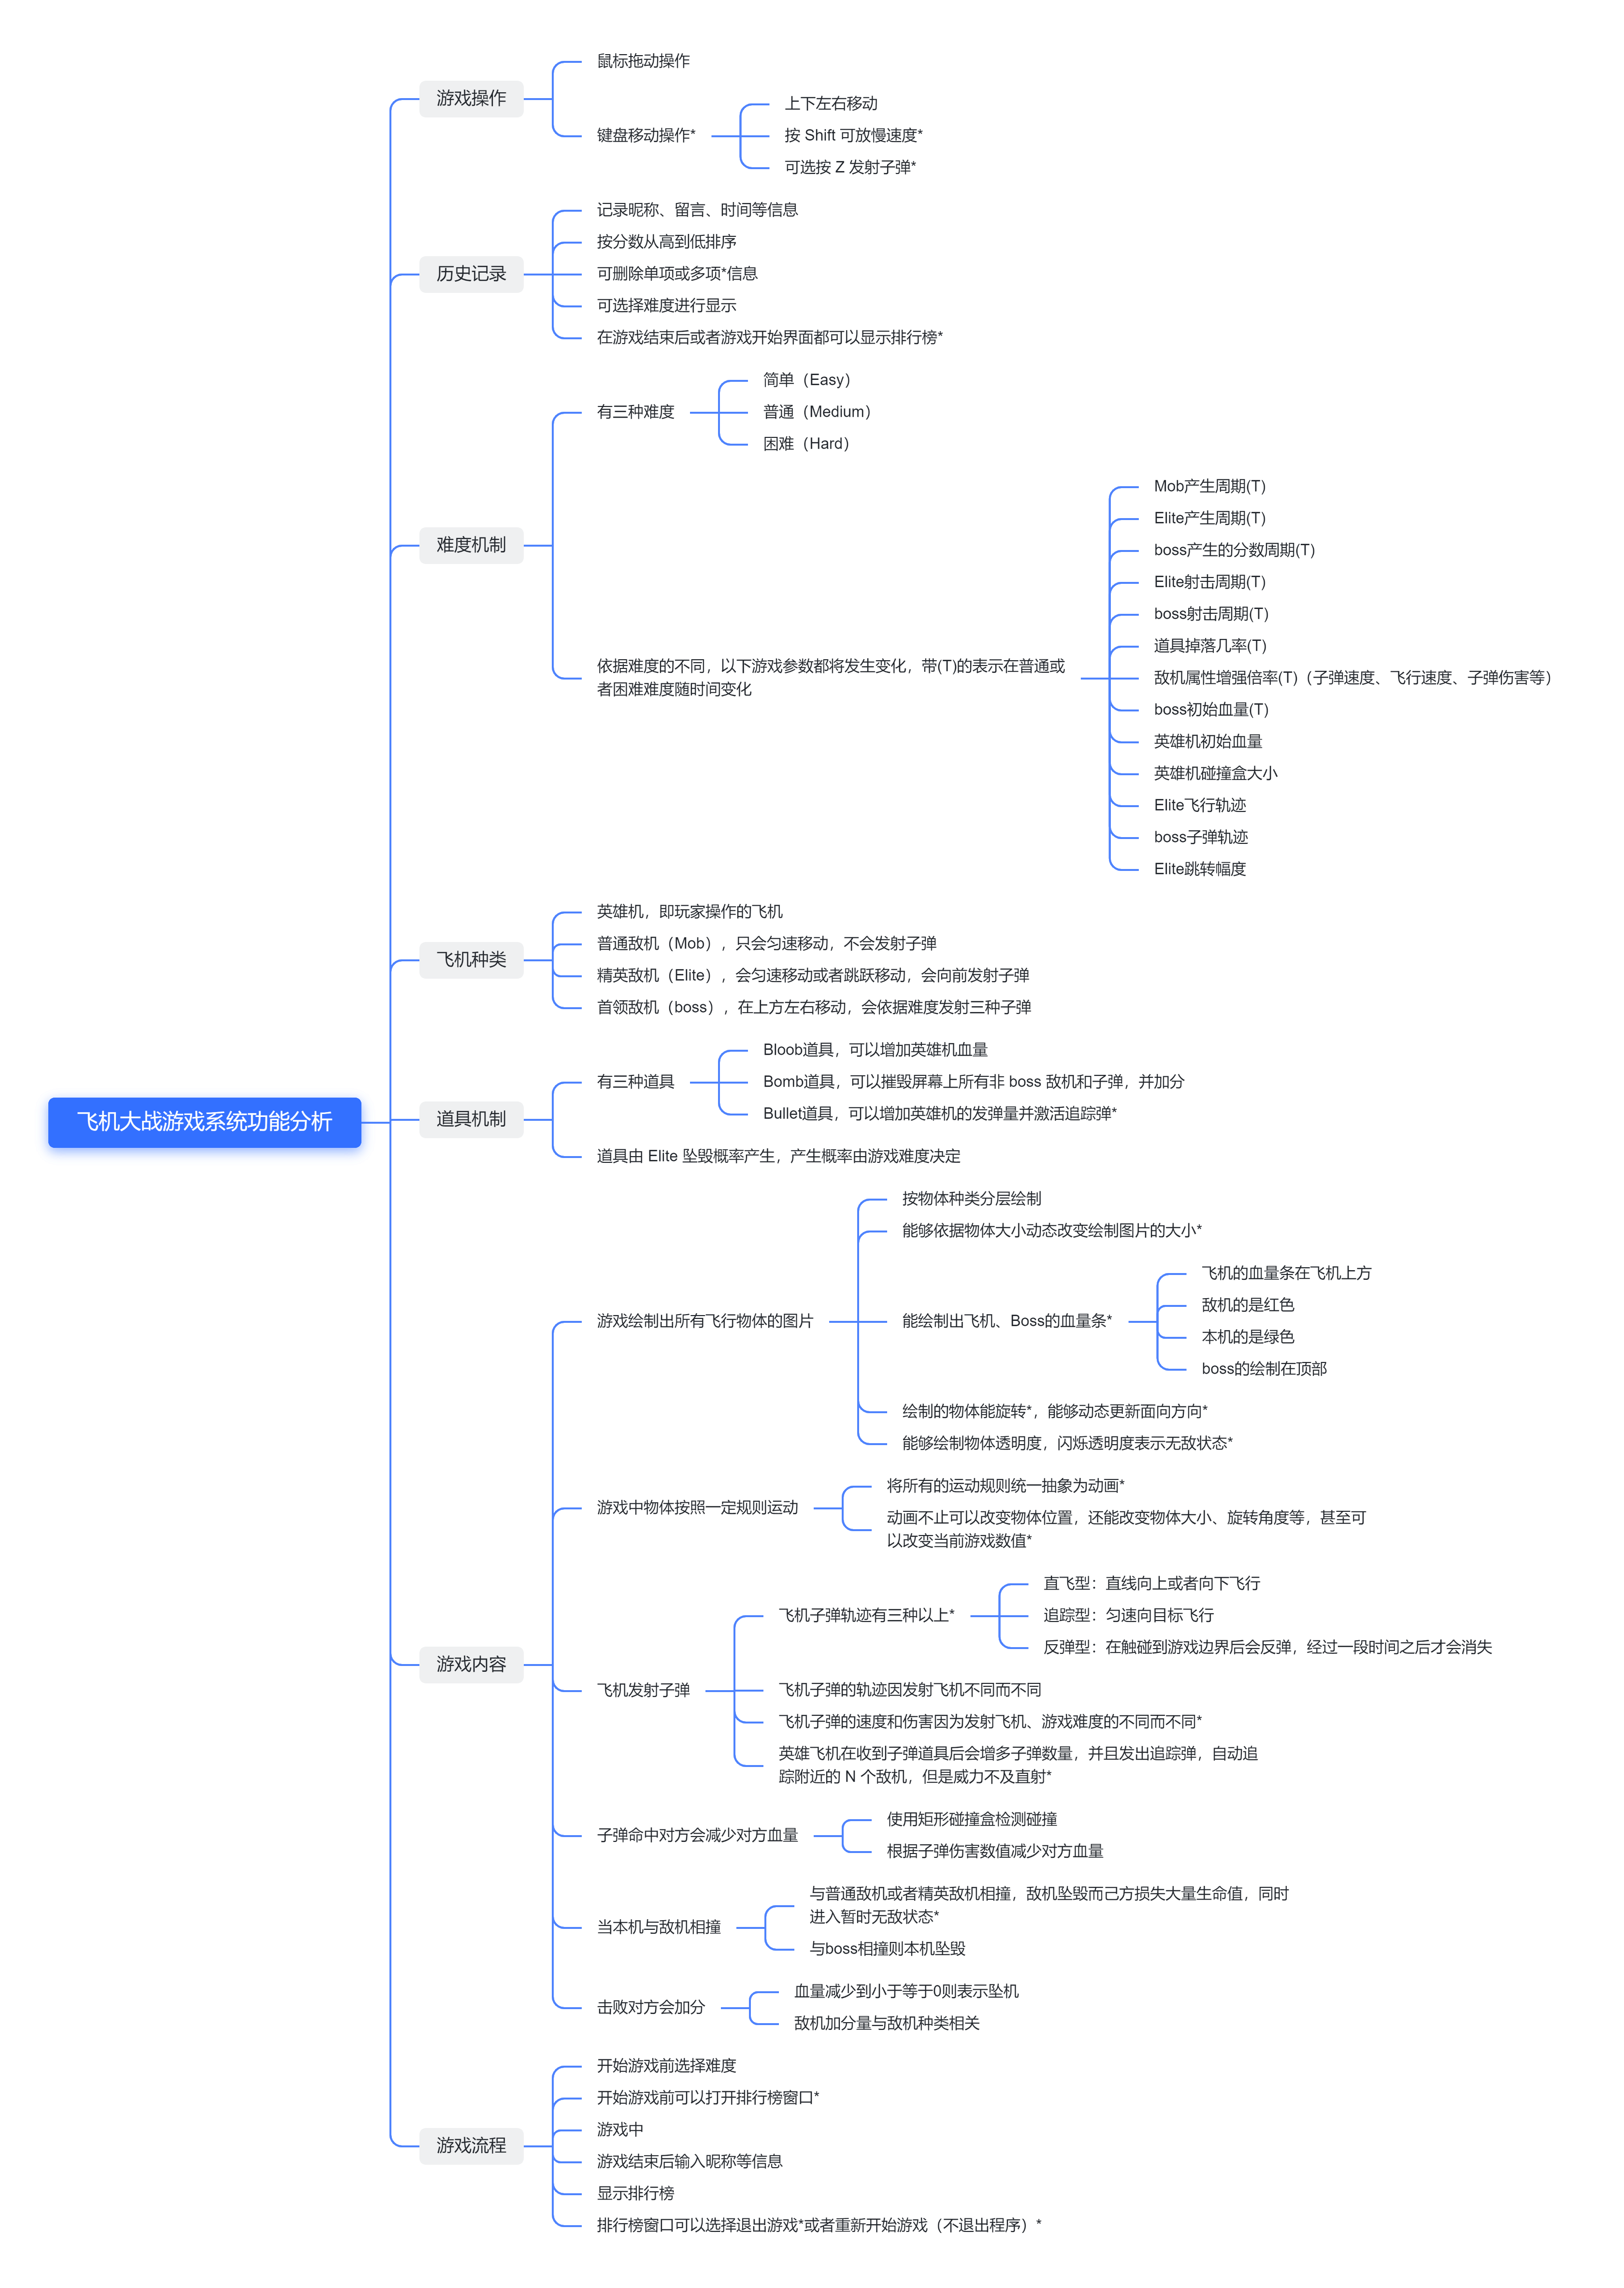 飞机大战游戏系统功能分析
游戏操作
鼠标拖动操作
键盘移动操作*
上下左右移动
按 Shift 可放慢速度*
可选按 Z 发射子弹*
历史记录
记录昵称、留言、时间等信息
按分数从高到低排序
可删除单项或多项*信息
可选择难度进行显示
在游戏结束后或者游戏开始界面都可以显示排行榜*
难度机制
有三种难度
简单（Easy）
普通（Medium）
困难（Hard）
依据难度的不同，以下游戏参数都将发生变化，带(T)的表示在普通或
者困难难度随时间变化
Mob产生周期(T)
Elite产生周期(T)
boss产生的分数周期(T)
Elite射击周期(T)
boss射击周期(T)
道具掉落几率(T)
敌机属性增强倍率(T)（子弹速度、飞行速度、子弹伤害等）
boss初始血量(T)
英雄机初始血量
英雄机碰撞盒大小
Elite飞行轨迹
boss子弹轨迹
Elite跳转幅度
飞机种类
英雄机，即玩家操作的飞机
普通敌机（Mob），只会匀速移动，不会发射子弹
精英敌机（Elite），会匀速移动或者跳跃移动，会向前发射子弹
首领敌机（boss），在上方左右移动，会依据难度发射三种子弹
道具机制
有三种道具
Bloob道具，可以增加英雄机血量
Bomb道具，可以摧毁屏幕上所有非 boss 敌机和子弹，并加分
Bullet道具，可以增加英雄机的发弹量并激活追踪弹*
道具由 Elite 坠毁概率产生，产生概率由游戏难度决定
游戏内容
游戏绘制出所有飞行物体的图片
按物体种类分层绘制
能够依据物体大小动态改变绘制图片的大小*
能绘制出飞机、Boss的血量条*
飞机的血量条在飞机上方
敌机的是红色
本机的是绿色
boss的绘制在顶部
绘制的物体能旋转*，能够动态更新面向方向*
能够绘制物体透明度，闪烁透明度表示无敌状态*
游戏中物体按照一定规则运动
将所有的运动规则统一抽象为动画*
动画不止可以改变物体位置，还能改变物体大小、旋转角度等，甚至可
以改变当前游戏数值*
飞机发射子弹
飞机子弹轨迹有三种以上*
直飞型：直线向上或者向下飞行
追踪型：匀速向目标飞行
反弹型：在触碰到游戏边界后会反弹，经过一段时间之后才会消失
飞机子弹的轨迹因发射飞机不同而不同
飞机子弹的速度和伤害因为发射飞机、游戏难度的不同而不同*
英雄飞机在收到子弹道具后会增多子弹数量，并且发出追踪弹，自动追
踪附近的 N 个敌机，但是威力不及直射*
子弹命中对方会减少对方血量
使用矩形碰撞盒检测碰撞
根据子弹伤害数值减少对方血量
当本机与敌机相撞
与普通敌机或者精英敌机相撞，敌机坠毁而己方损失大量生命值，同时
进入暂时无敌状态*
与boss相撞则本机坠毁
击败对方会加分
血量减少到小于等于0则表示坠机
敌机加分量与敌机种类相关
游戏流程
开始游戏前选择难度
开始游戏前可以打开排行榜窗口*
游戏中
游戏结束后输入昵称等信息
显示排行榜
排行榜窗口可以选择退出游戏*或者重新开始游戏（不退出程序）*